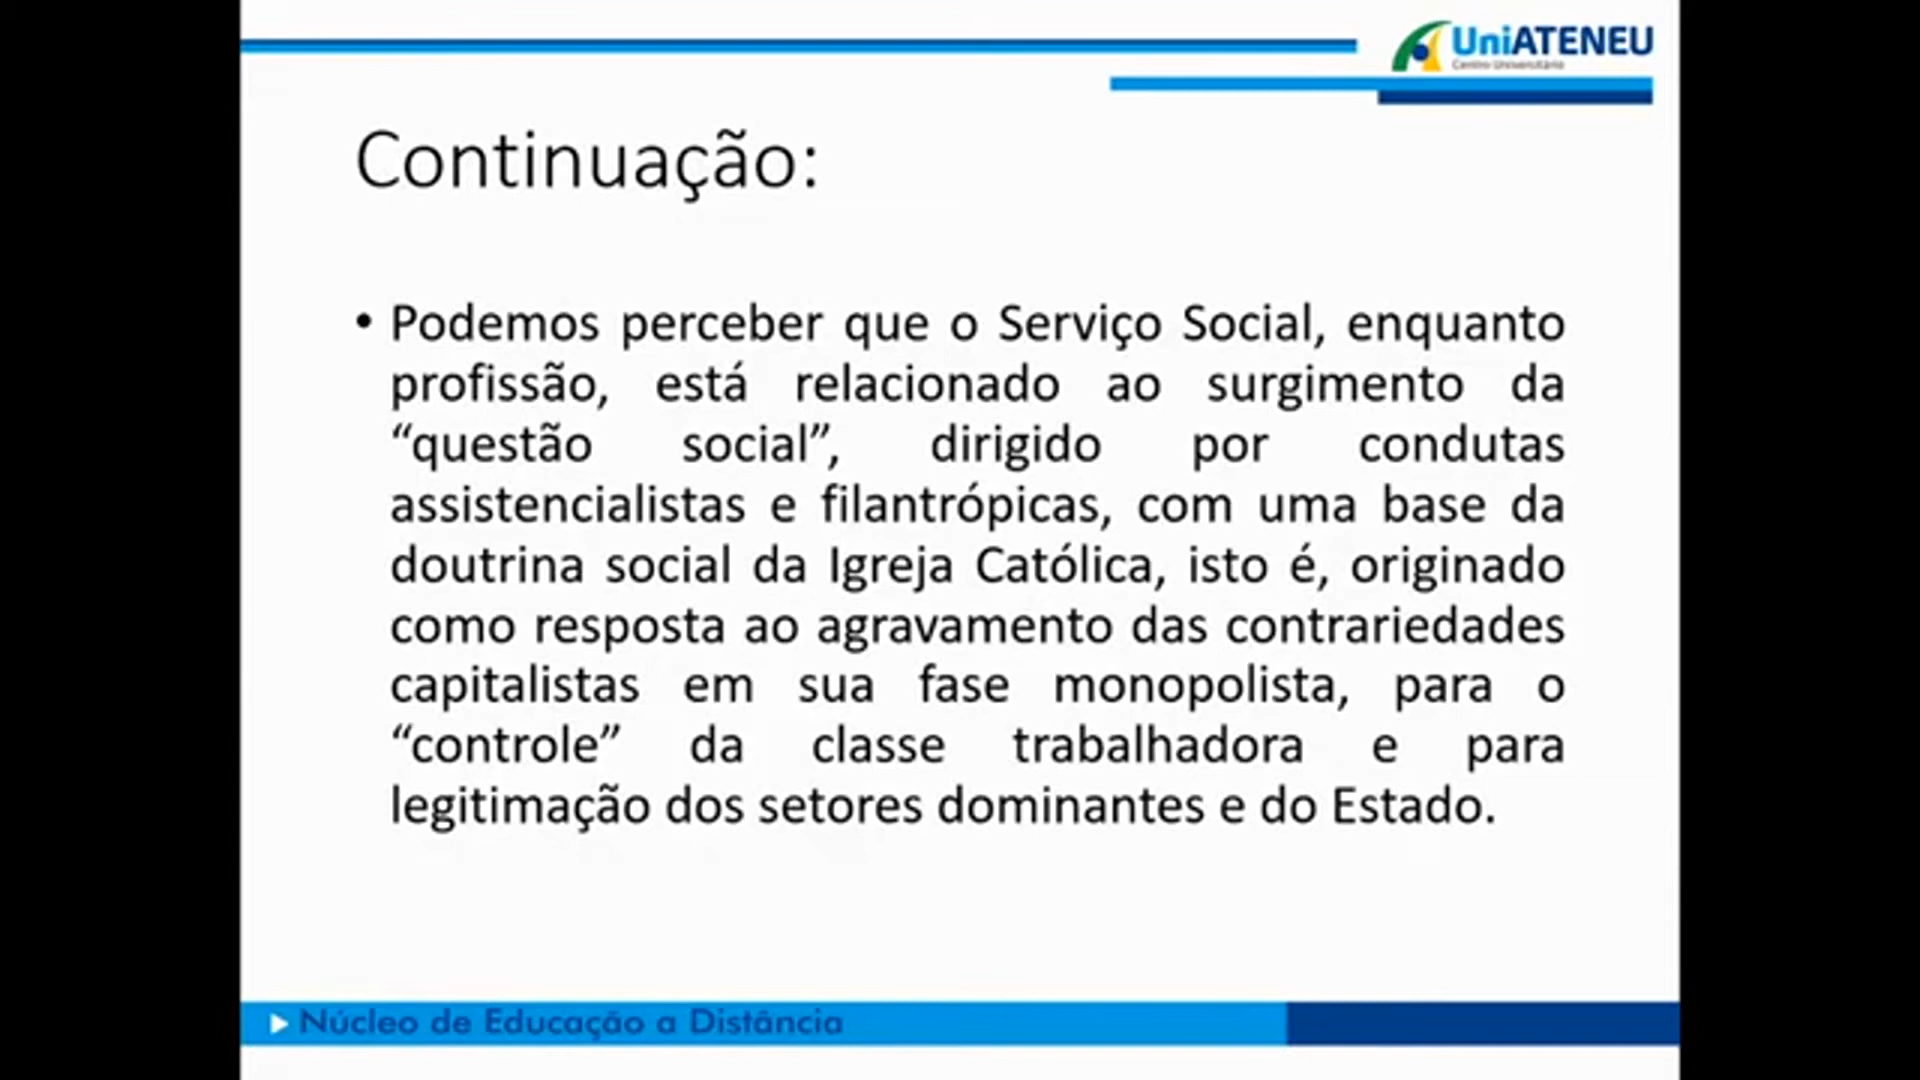 UniATENEU
Centro Universitário
Continuação:
• Podemos perceber que o Serviço Social, enquanto
profissão, está relacionado ao surgimento da
“questão social”, dirigido por condutas
assistencialistas e filantrópicas, com uma base da
doutrina social da Igreja Católica, isto é, originado
como resposta ao agravamento das contrariedades
capitalistas em sua fase monopolista, para o
“controle” da classe trabalhadora e para
legitimação dos setores dominantes e do Estado.
Núcleo de Educação a Distância